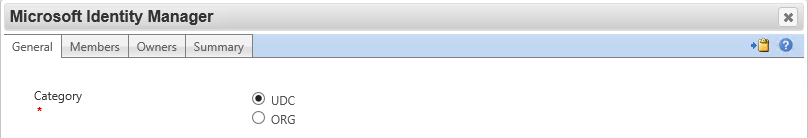 Microsoft Identity Manager
General Members Owners Summary
Category
* UDC
ORG